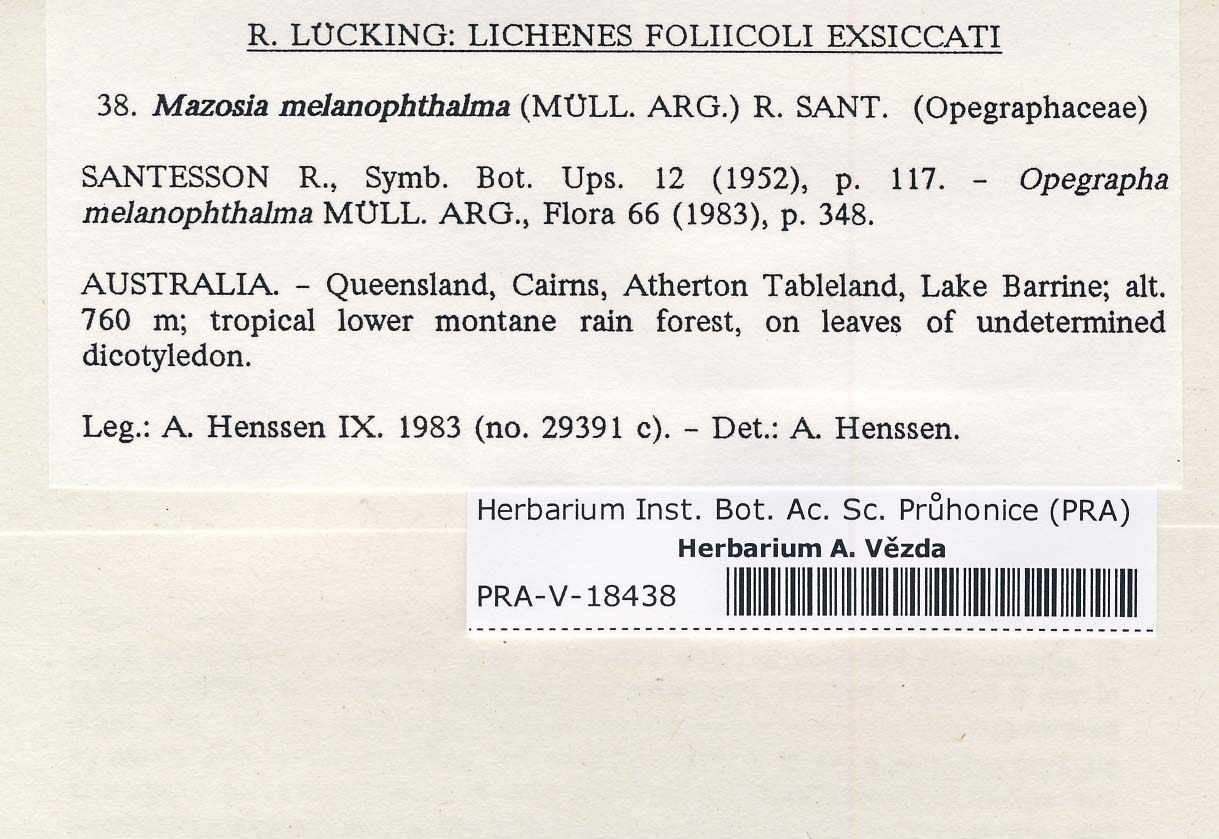 R. LÜCKING: LICHENES FOLIICOLI EXSICCATI
38. Mazosia melanophthalma (MÜLL. ARG.) R. SANT. (Opegraphaceae)
SANTESSON R., Symb. Bot. Ups. 12 (1952), p. 117. – Opegrapha
melanophthalma MÜLL. ARG., Flora 66 (1983), p. 348.
AUSTRALIA. – Queensland, Cairns, Atherton Tableland, Lake Barrine; alt.
760 m; tropical lower montane rain forest, on leaves of undetermined
dicotyledon.
Leg.: A. Henssen IX. 1983 (no. 29391 c). – Det.: A. Henssen.
Herbarium Inst. Bot. Ac. Sc. Průhonice (PRA)
Herbarium A. Vězda
PRA-V-18438